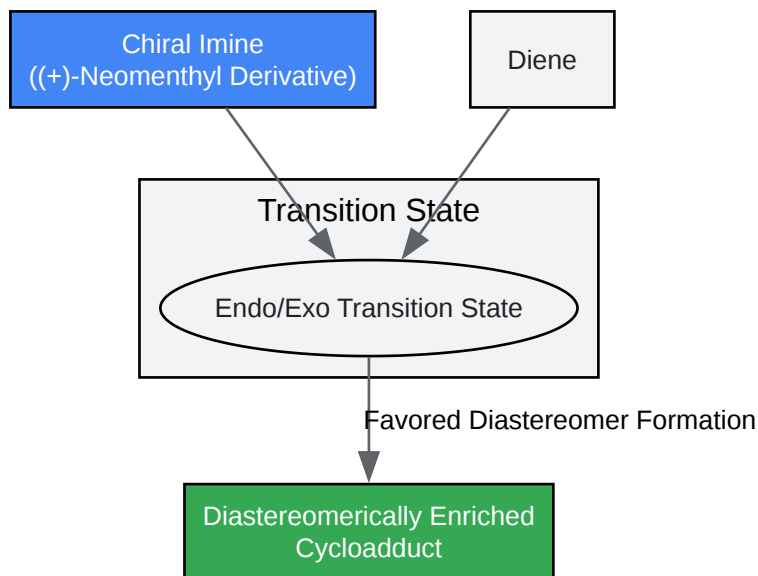 Chiral Imine
((+)-Neomenthyl Derivative)
Diene
Transition State
Endo/Exo Transition State
Favored Diastereomer Formation
Diastereomerically Enriched
Cycloadduct